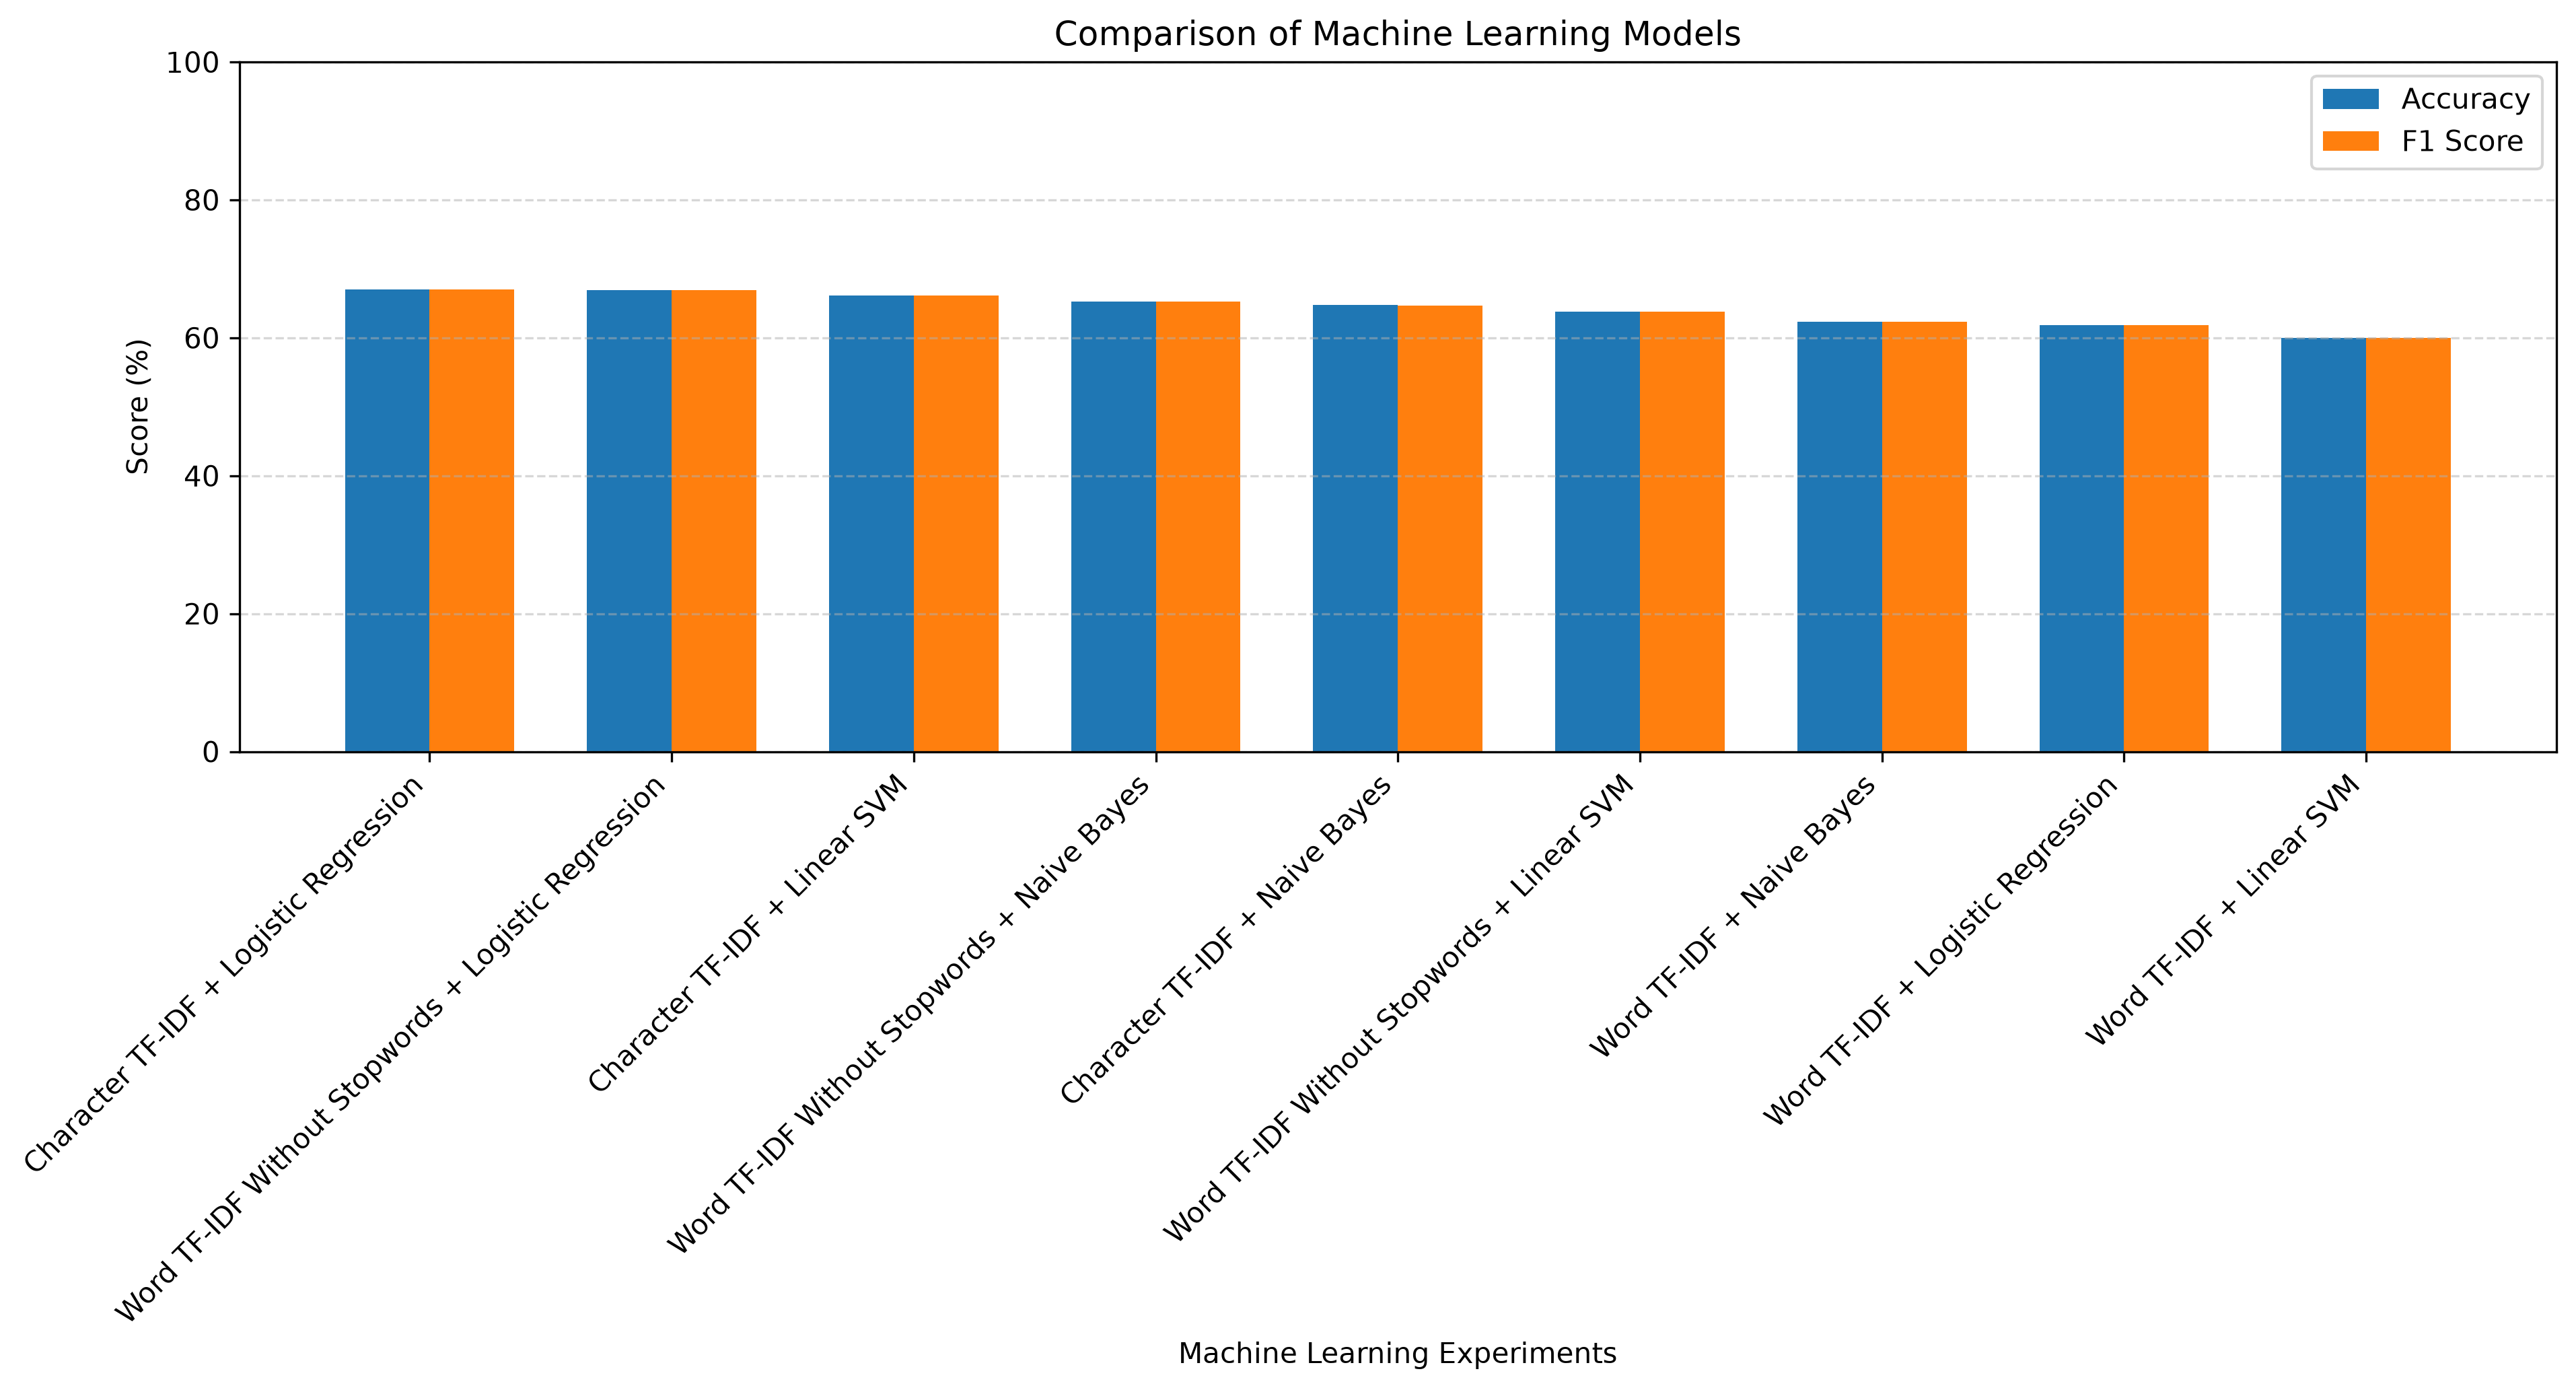 Comparison of Machine Learning Models
100
80
60
40
20
0
Score (%)
Accuracy
F1 Score
Character TF-IDF + Logistic Regression
Word TF-IDF Without Stopwords + Logistic Regression
Character TF-IDF + Linear SVM
Word TF-IDF Without Stopwords + Naive Bayes
Character TF-IDF + Naive Bayes
Word TF-IDF Without Stopwords + Linear SVM
Word TF-IDF + Naive Bayes
Word TF-IDF + Logistic Regression
Word TF-IDF + Linear SVM
Machine Learning Experiments